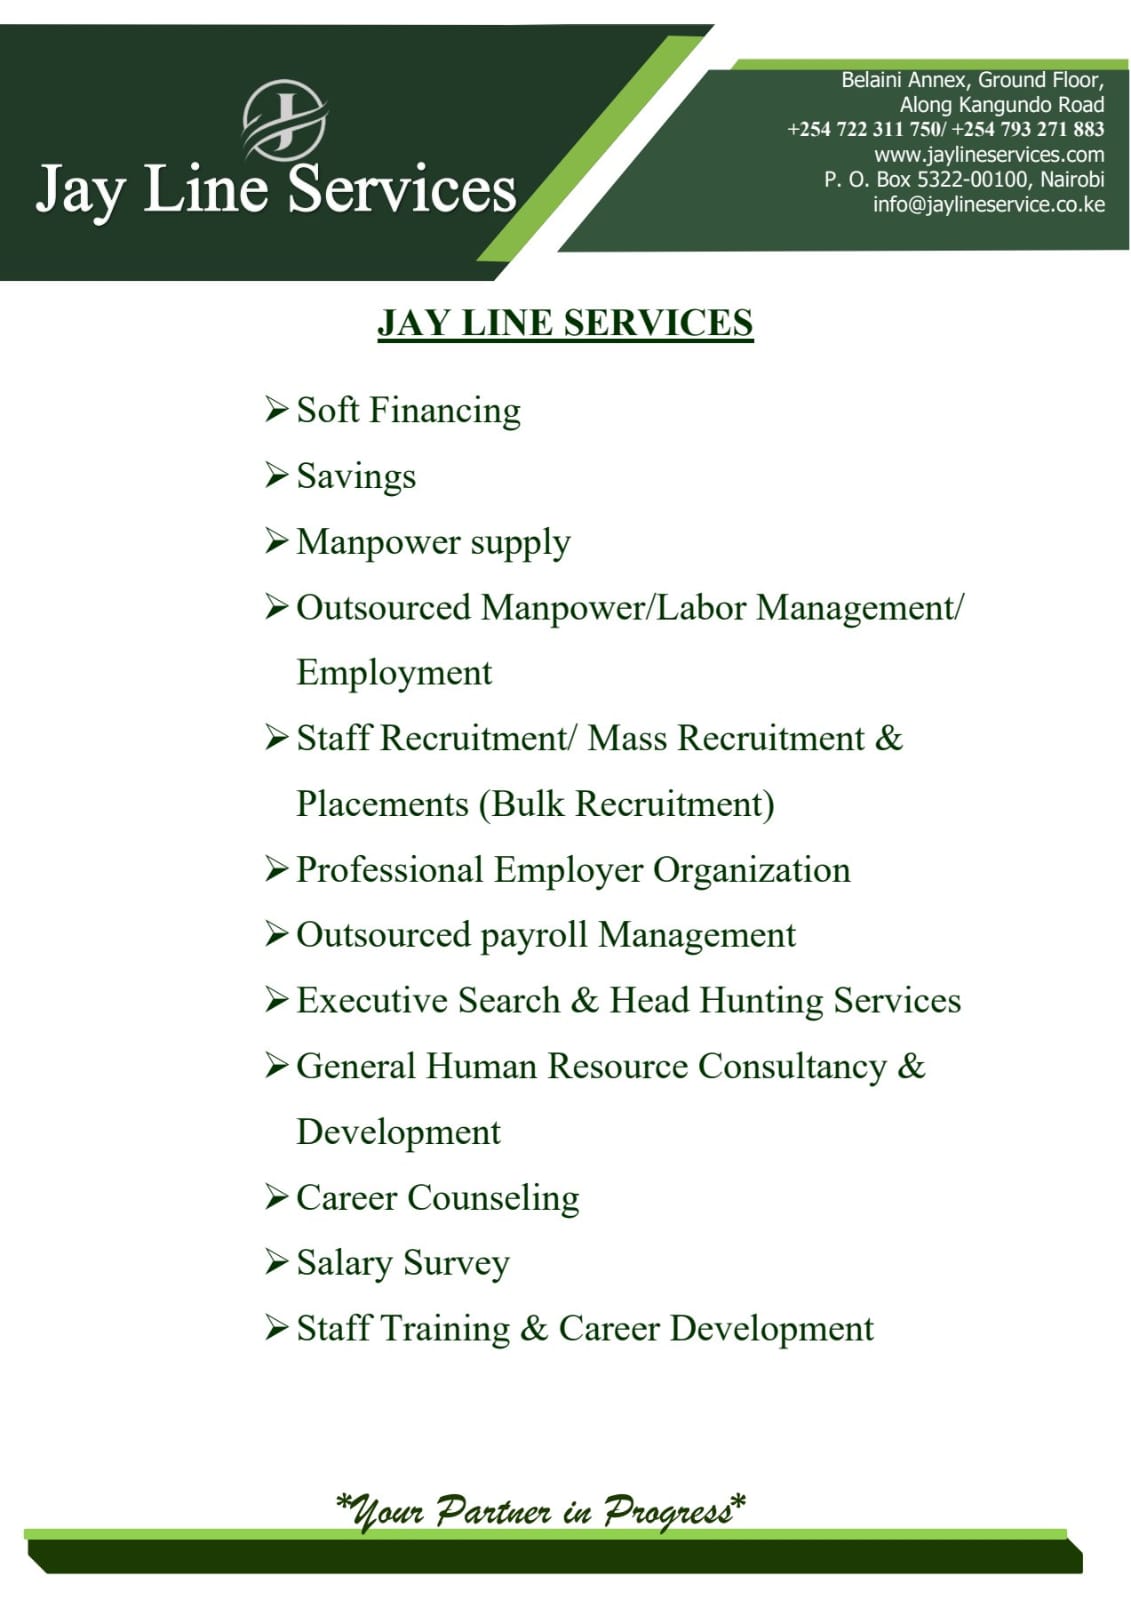 Jay Line Services
Belaini Annex, Ground Floor,
Along Kangundo Road
+254 722 311 750/ +254 793 271 883
www.jaylineservices.com
P. O. Box 5322-00100, Nairobi
info@jaylineservice.co.ke
JAY LINE SERVICES
➢ Soft Financing
➢ Savings
➢ Manpower supply
➢ Outsourced Manpower/Labor Management/
Employment
➢ Staff Recruitment/ Mass Recruitment &
Placements (Bulk Recruitment)
➢ Professional Employer Organization
➢ Outsourced payroll Management
➢ Executive Search & Head Hunting Services
➢ General Human Resource Consultancy &
Development
➢ Career Counseling
➢ Salary Survey
➢ Staff Training & Career Development
*Your Partner in Progress*